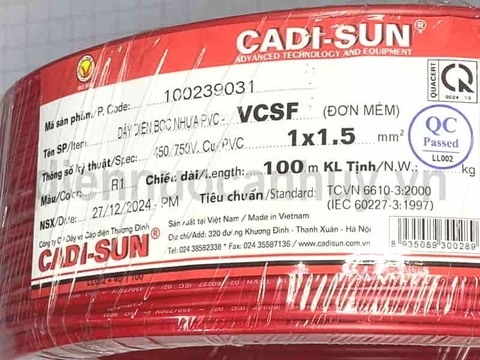 CADI-SUN®
ADVANCED TECHNOLOGY AND EQUIPMENT
Mã sản phẩm/P. Code: 100239031
Tên SP/Item: DÂY ĐIỆN BỌC NHỰA PVC - VCSF (ĐƠN MỀM)
Thông số kỹ thuật/Spec: 450/750V, Cu/PVC 1x1.5 mm²
Màu/Color: R1 Chiều dài/Length: 100 m KL Tịnh/N.W.: kg
NSX/Date: 27/12/2024 - PM Tiêu chuẩn/Standard: TCVN 6610-3:2000
(IEC 60227-3:1997)
QUACERT
QC
Passed
LL002
Công ty CP Dây và Cáp điện Thượng Đình
CADI-SUN®
Sản xuất tại Việt Nam / Made in Vietnam
Địa chỉ/Add: 320 đường Khương Đình - Thanh Xuân - Hà Nội
Tel: 024 38582338 * Fax: 024 35587136 * www.cadisun.com.vn
8 935089 300289